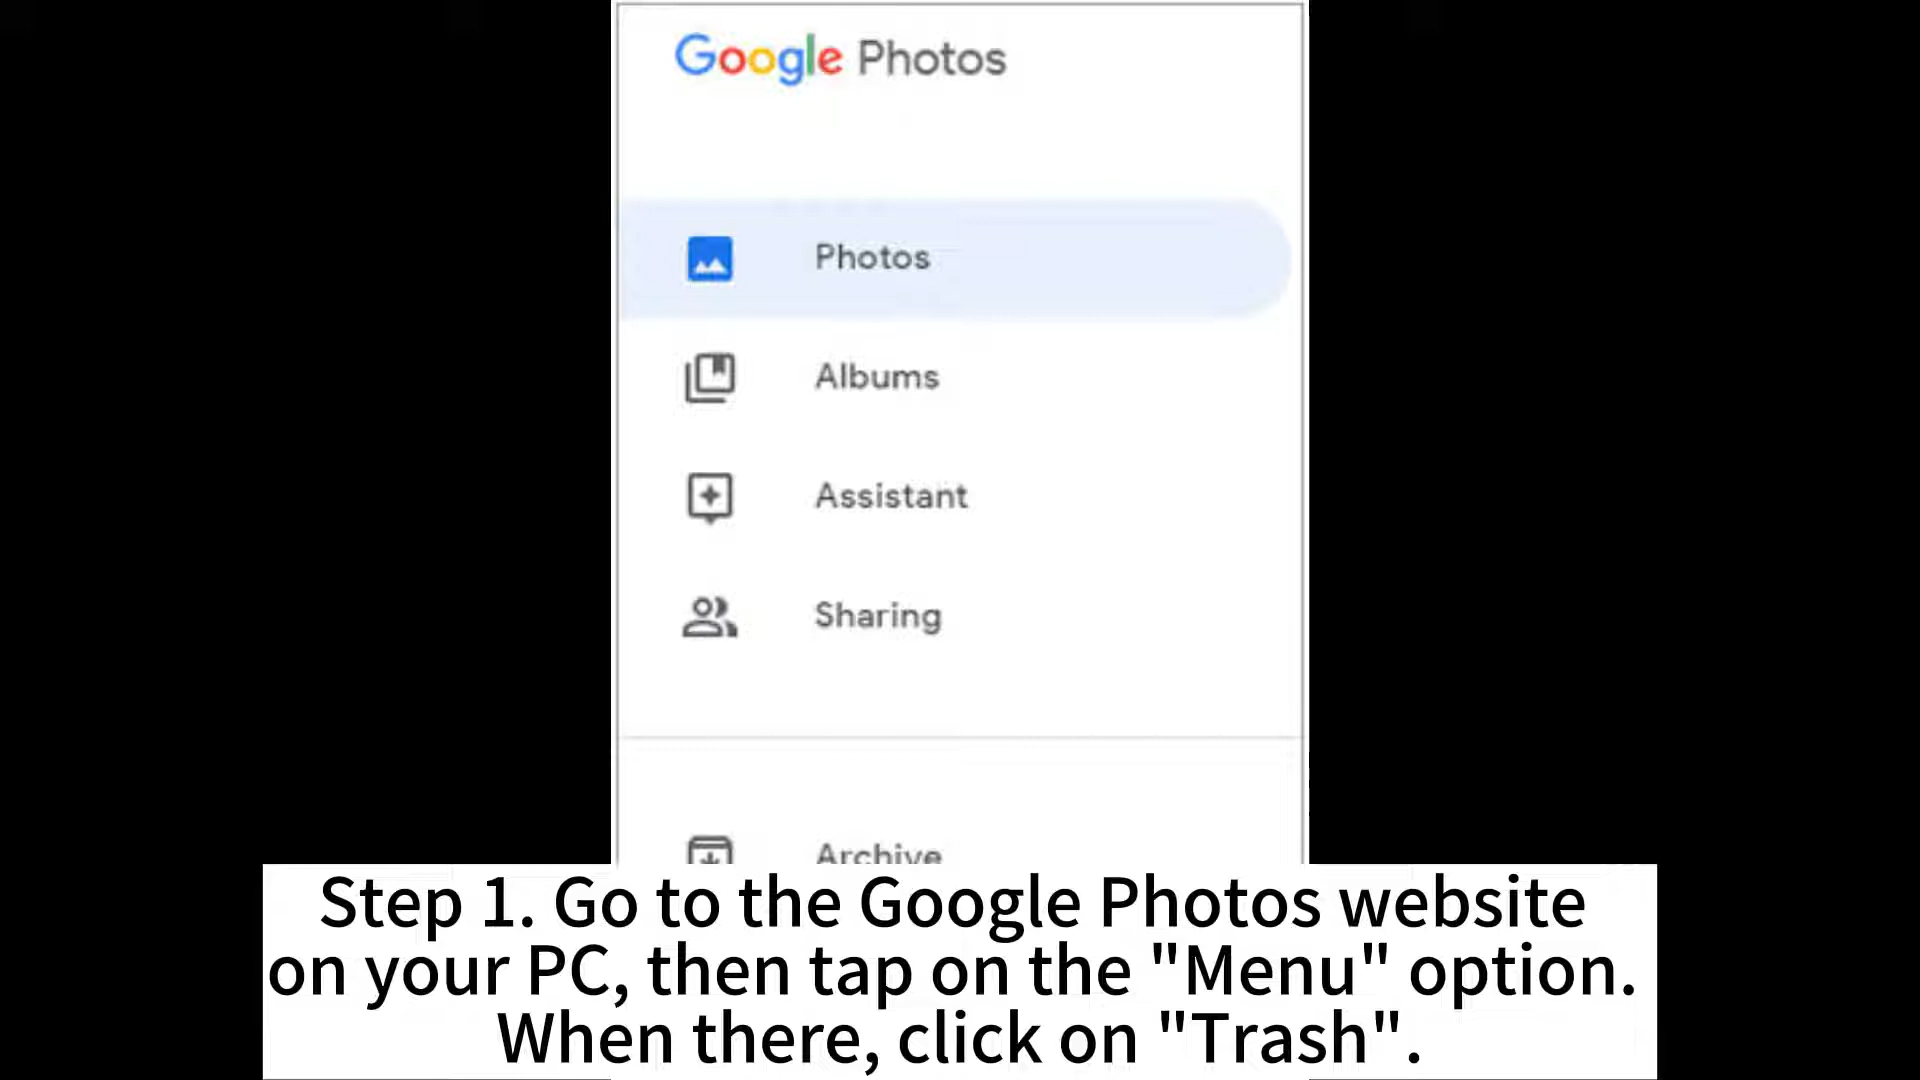 Google Photos
Photos
Albums
Assistant
Sharing
Archive
Step 1. Go to the Google Photos website
on your PC, then tap on the "Menu" option.
When there, click on "Trash".